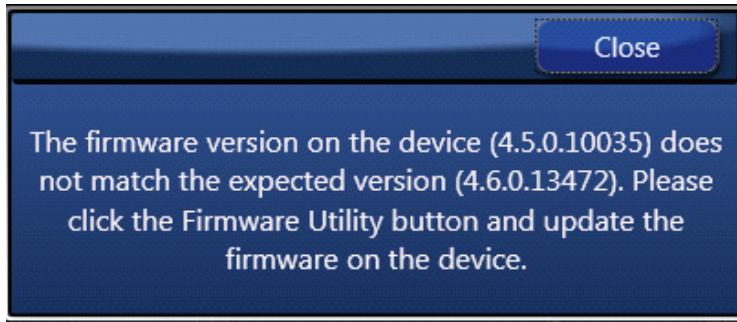 Close
The firmware version on the device (4.5.0.10035) does
not match the expected version (4.6.0.13472). Please
click the Firmware Utility button and update the
firmware on the device.